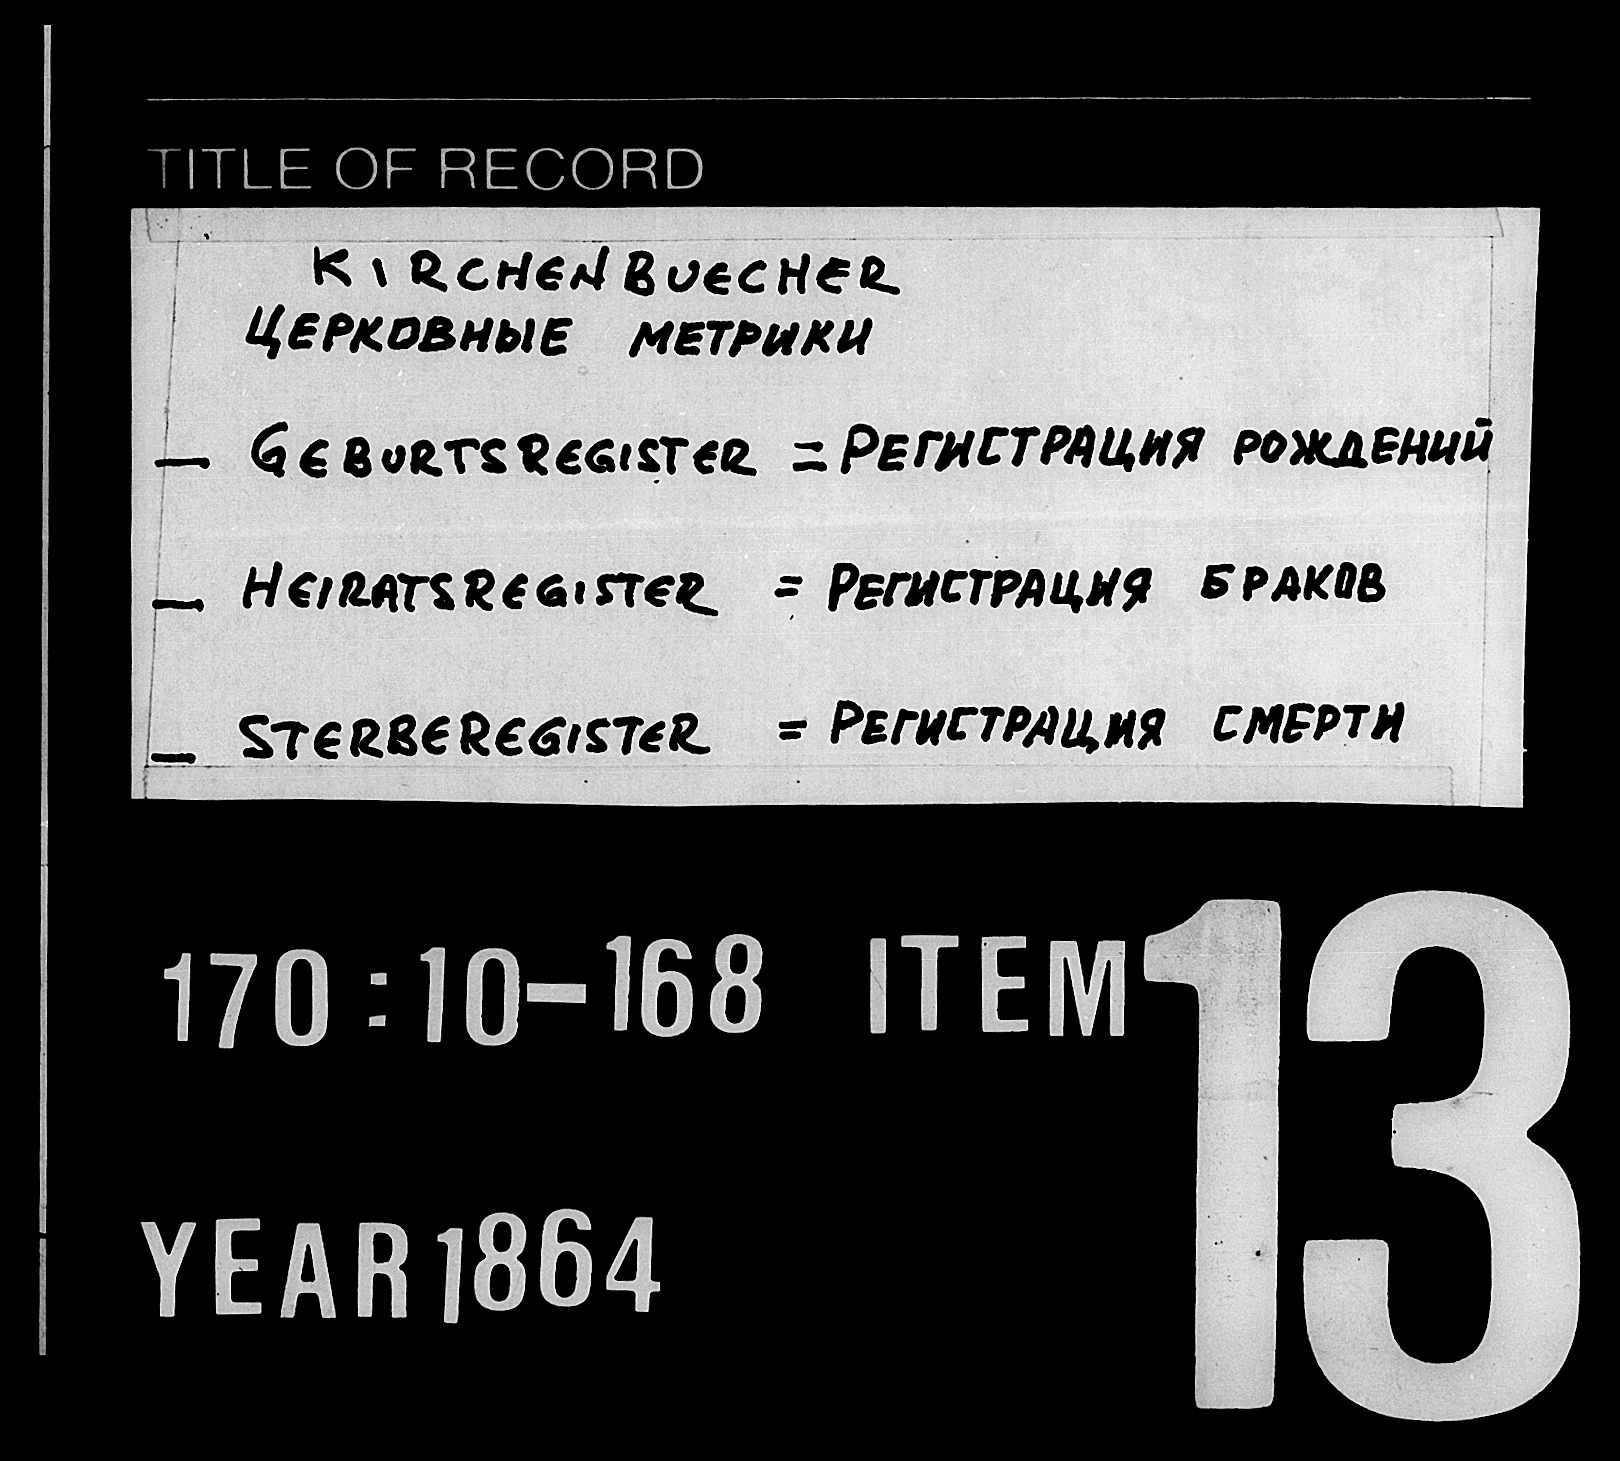 TITLE OF RECORD
KIRCHENBUECHER
ЦЕРКОВНЫЕ МЕТРИКИ
— GEBURTSREGISTER = РЕГИСТРАЦИЯ РОЖДЕНИЙ
— HEIRATSREGISTER = РЕГИСТРАЦИЯ БРАКОВ
— STERBEREGISTER = РЕГИСТРАЦИЯ СМЕРТИ
170:10-168 ITEM 13
YEAR 1864